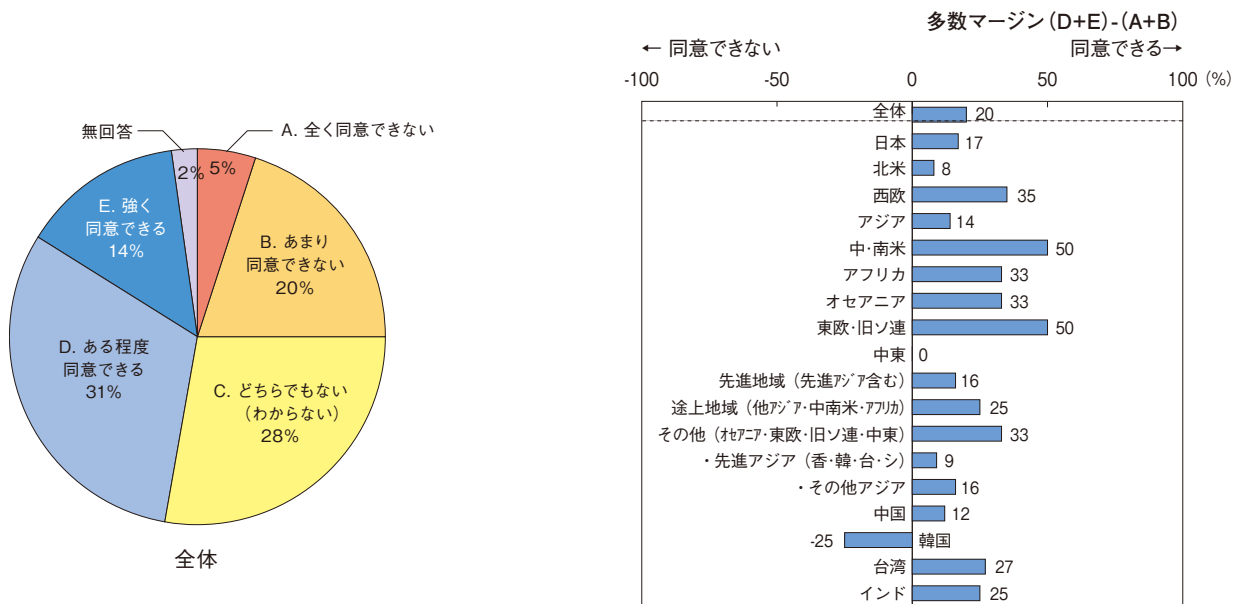 無回答
A. 全く同意できない
2%
5%
E. 強く
同意できる
14%
B. あまり
同意できない
20%
D. ある程度
同意できる
31%
C. どちらでもない
（わからない）
28%
全体
多数マージン(D+E)-(A+B)
← 同意できない 同意できる→
-100 -50 0 50 100 (%)
全体 20
日本 17
北米 8
西欧 35
アジア 14
中・南米 50
アフリカ 33
オセアニア 33
東欧・旧ソ連 50
中東 0
先進地域（先進ｱｼﾞｱ含む） 16
途上地域（他ｱｼﾞｱ・中南米・ｱﾌﾘｶ） 25
その他（ｵｾｱﾆｱ・東欧・旧ソ連・中東） 33
・先進アジア（香・韓・台・シ） 9
・その他アジア 16
中国 12
-25 韓国
台湾 27
インド 25